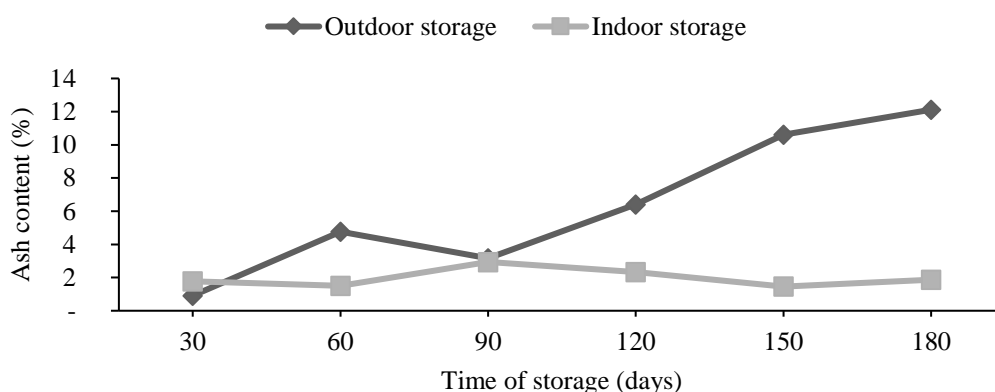 Outdoor storage Indoor storage
14
12
10
8
6
4
2
-
Ash content (%)
30 60 90 120 150 180
Time of storage (days)